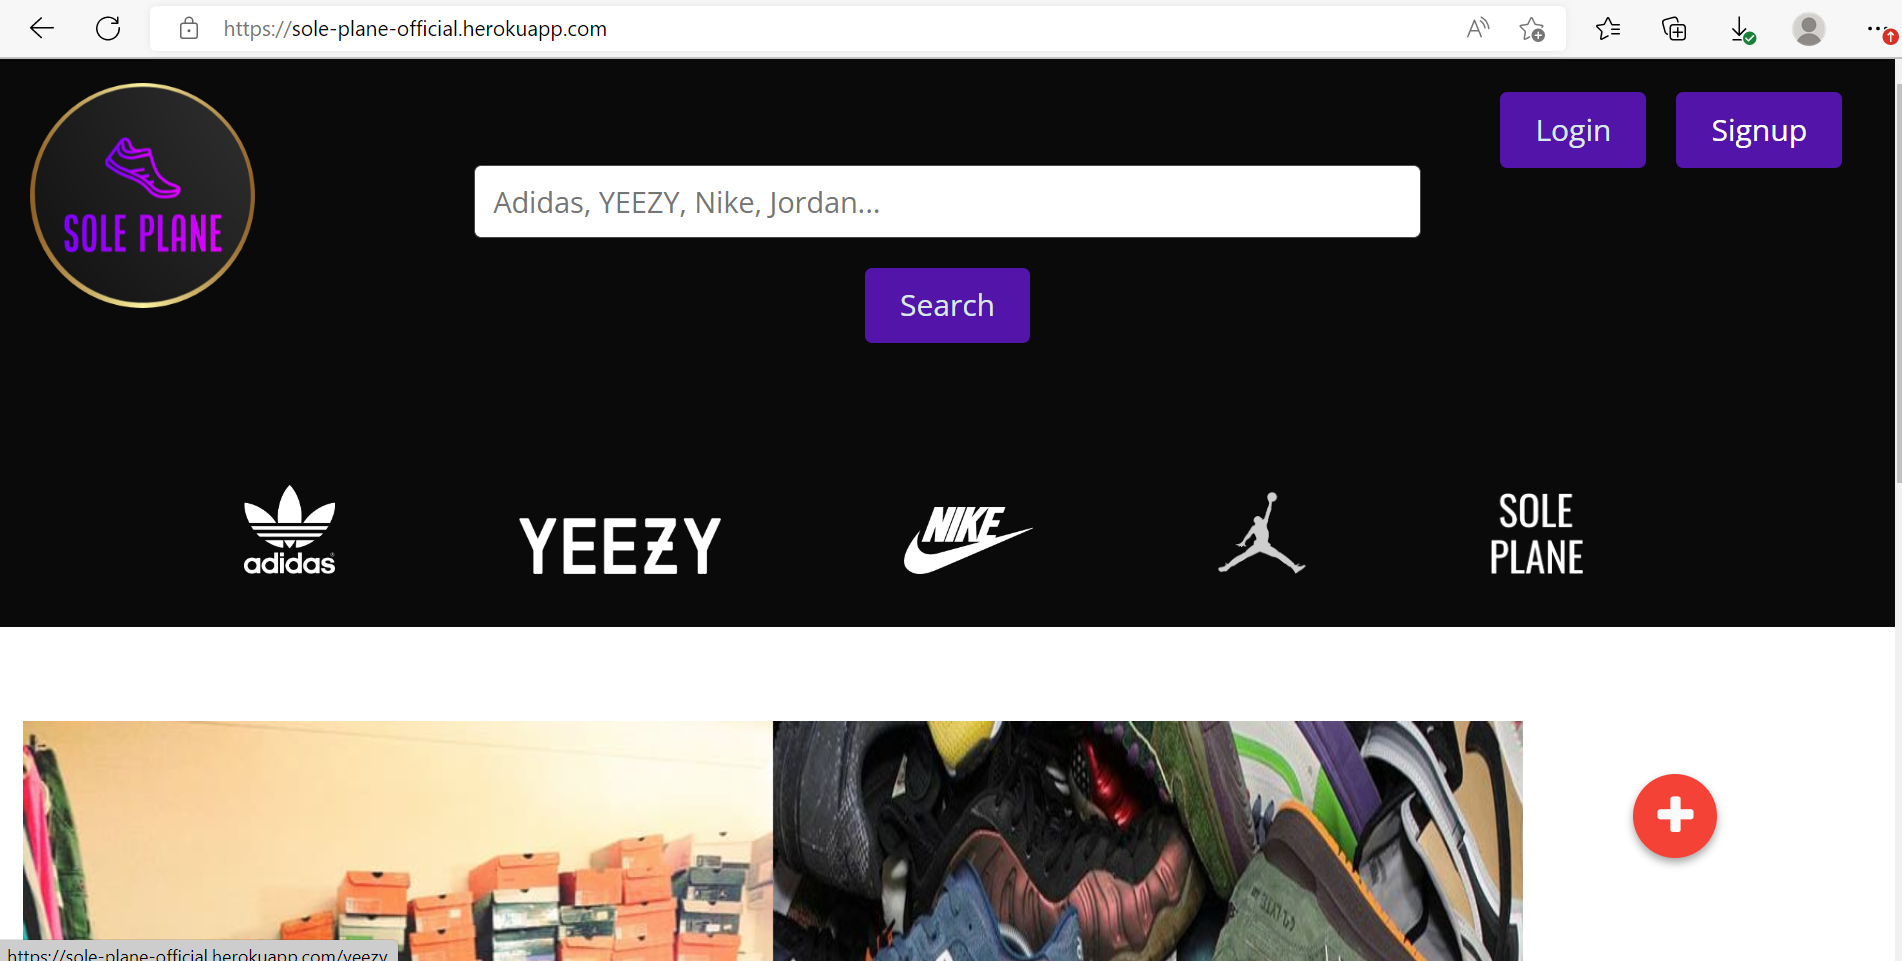 https://sole-plane-official.herokuapp.com
SOLE PLANE
Login
Signup
Adidas, YEEZY, Nike, Jordan...
Search
adidas
YEEZY
NIKE
SOLE
PLANE
https://sole-plane-official.herokuapp.com/yeezy